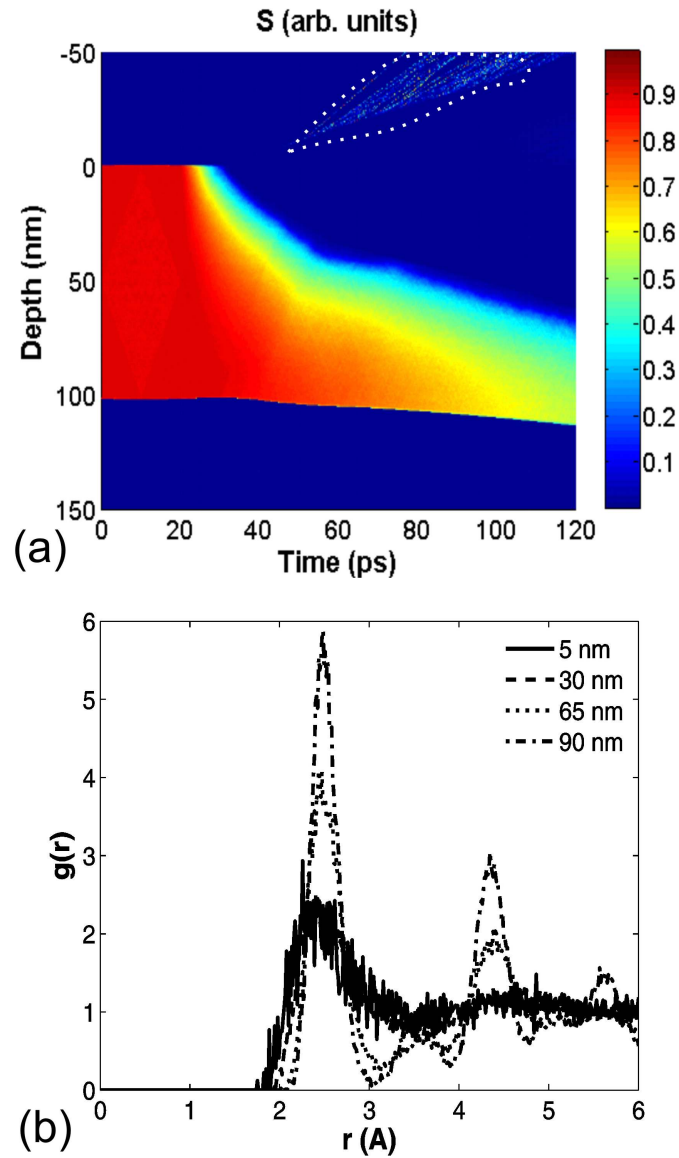 S (arb. units)
-50
0
50
100
150
Depth (nm)
0 20 40 60 80 100 120
Time (ps)
0.9
0.8
0.7
0.6
0.5
0.4
0.3
0.2
0.1
(a)
6
5
4
3
2
1
0
g(r)
5 nm
30 nm
65 nm
90 nm
0 1 2 3 4 5 6
r (A)
(b)